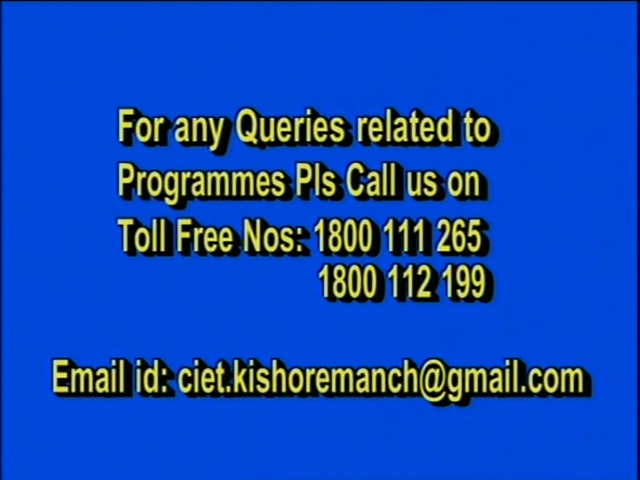 For any Queries related to
Programmes Pls Call us on
Toll Free Nos: 1800 111 265
1800 112 199
Email id: ciet.kishoremanch@gmail.com